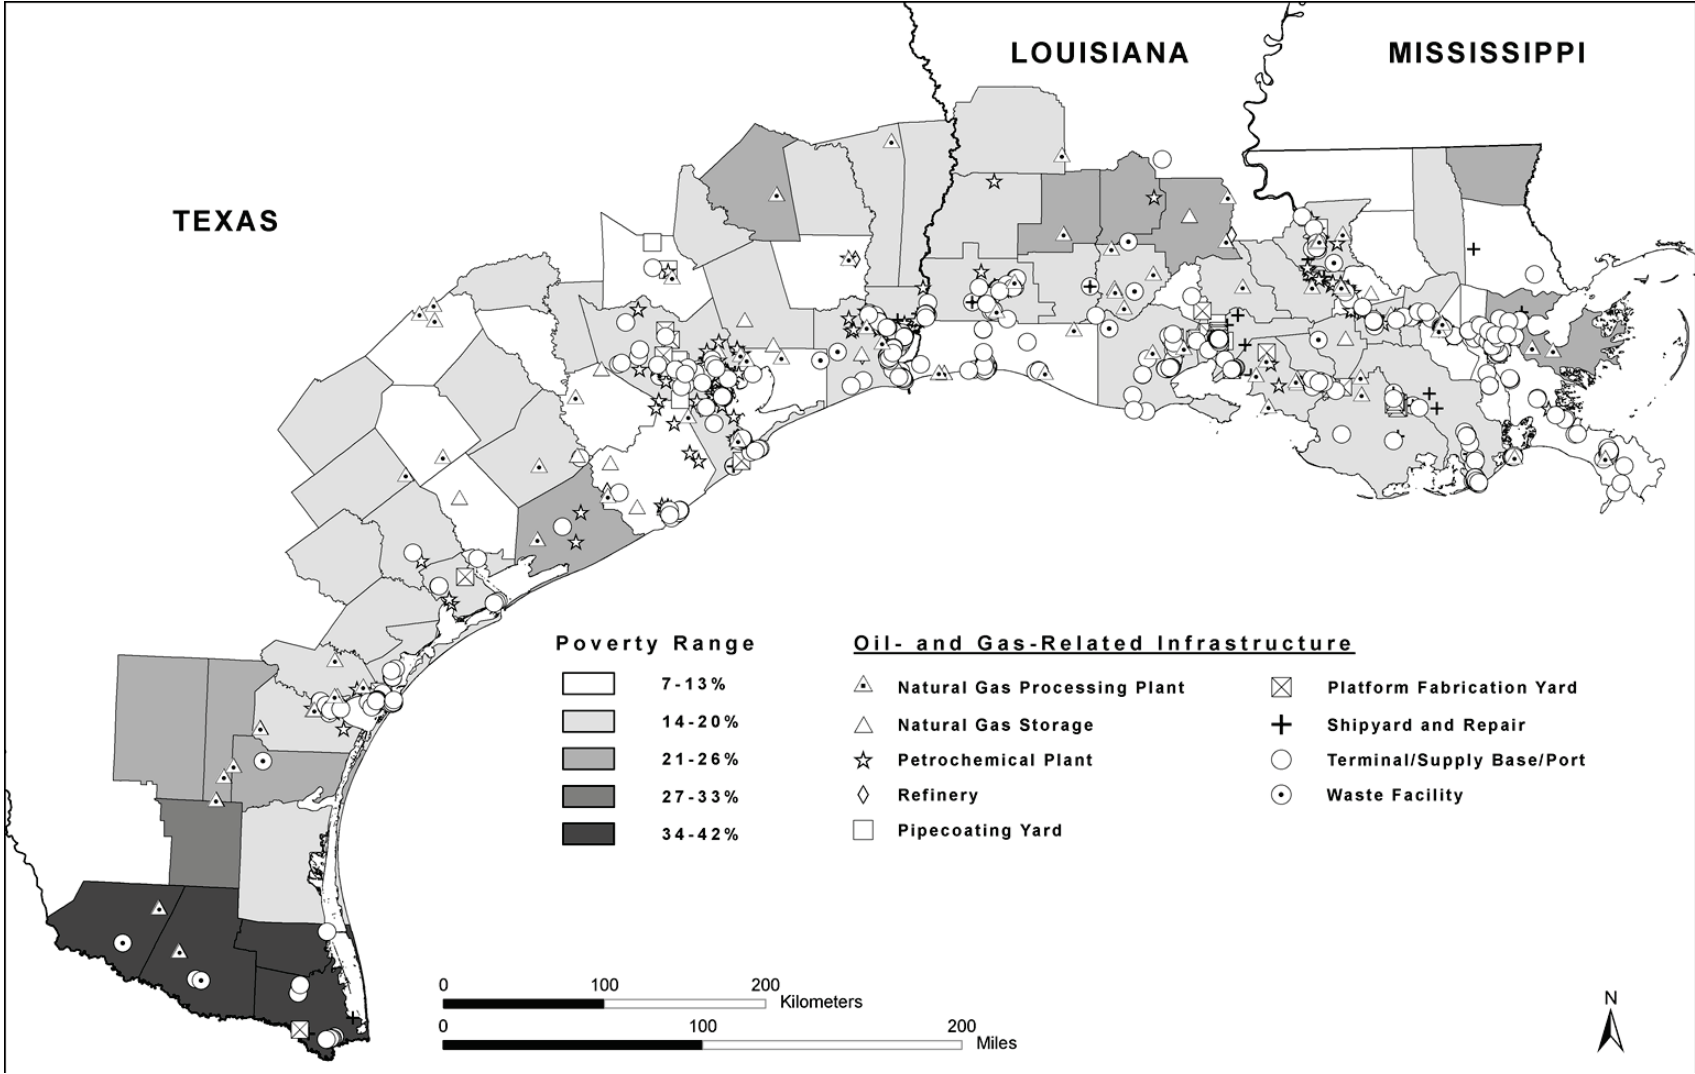 LOUISIANA
MISSISSIPPI
TEXAS
Poverty Range
7-13%
14-20%
21-26%
27-33%
34-42%
Oil- and Gas-Related Infrastructure
Natural Gas Processing Plant
Natural Gas Storage
Petrochemical Plant
Refinery
Pipecoating Yard
Platform Fabrication Yard
Shipyard and Repair
Terminal/Supply Base/Port
Waste Facility
0 100 200
Kilometers
0 100 200
Miles
N